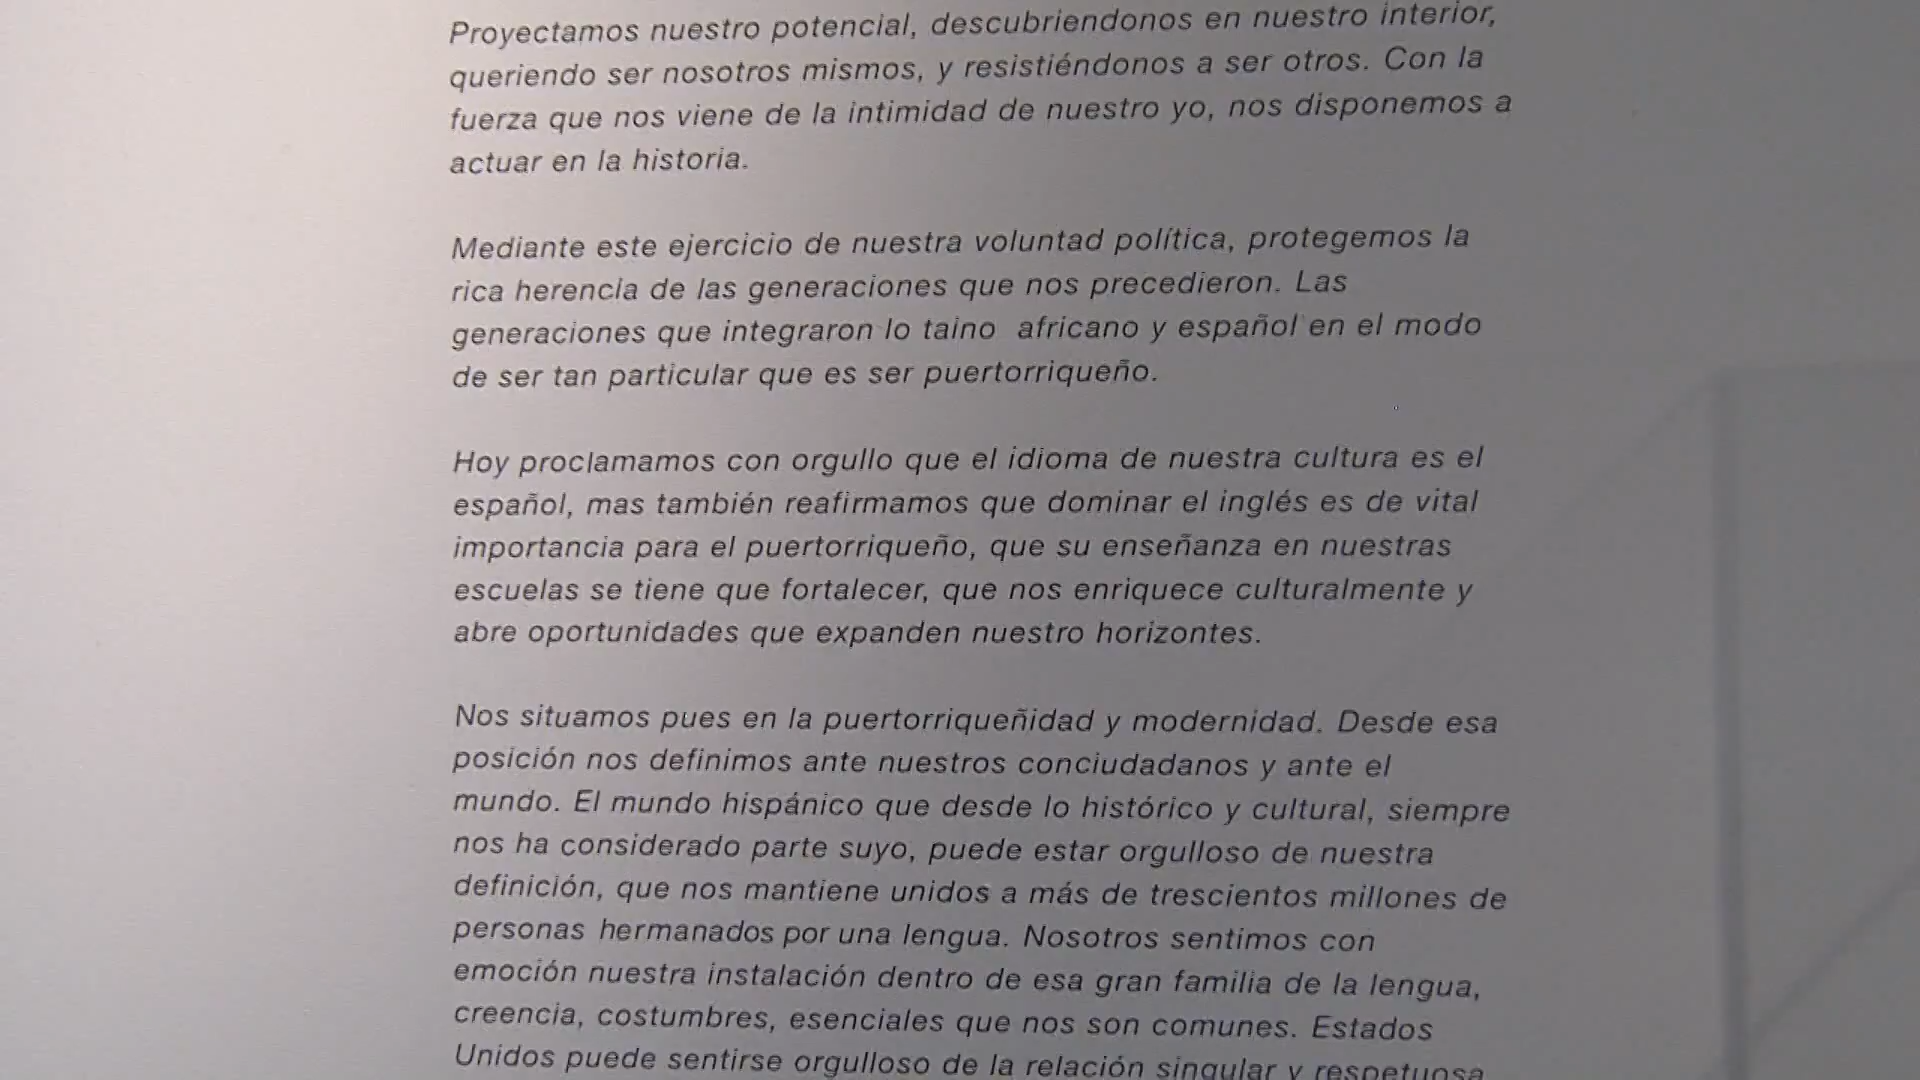 Proyectamos nuestro potencial, descubriendonos en nuestro interior,
queriendo ser nosotros mismos, y resistiéndonos a ser otros. Con la
fuerza que nos viene de la intimidad de nuestro yo, nos disponemos a
actuar en la historia.
Mediante este ejercicio de nuestra voluntad política, protegemos la
rica herencia de las generaciones que nos precedieron. Las
generaciones que integraron lo taino africano y español en el modo
de ser tan particular que es ser puertorriqueño.
Hoy proclamamos con orgullo que el idioma de nuestra cultura es el
español, mas también reafirmamos que dominar el inglés es de vital
importancia para el puertorriqueño, que su enseñanza en nuestras
escuelas se tiene que fortalecer, que nos enriquece culturalmente y
abre oportunidades que expanden nuestro horizontes.
Nos situamos pues en la puertorriqueñidad y modernidad. Desde esa
posición nos definimos ante nuestros conciudadanos y ante el
mundo. El mundo hispánico que desde lo histórico y cultural, siempre
nos ha considerado parte suyo, puede estar orgulloso de nuestra
definición, que nos mantiene unidos a más de trescientos millones de
personas hermanados por una lengua. Nosotros sentimos con
emoción nuestra instalación dentro de esa gran familia de la lengua,
creencia, costumbres, esenciales que nos son comunes. Estados
Unidos puede sentirse orgulloso de la relación singular y respetuosa